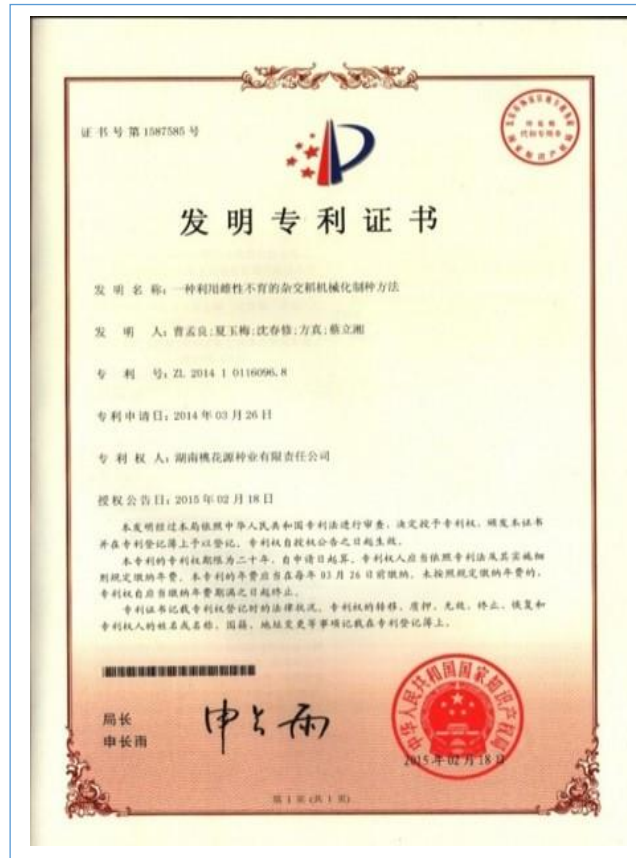 证书号第1587585号
发明专利证书
发明名称:一种利用雌性不育的杂交稻机械化制种方法
发明人:曹孟良;夏玉梅;沈春修;方真;蔡立湘
专利号:ZL 2014 1 0116096.8
专利申请日:2014年03月26日
专利权人:湖南桃花源种业有限责任公司
授权公告日:2015年02月18日
本发明经过本局依照中华人民共和国专利法进行审查,决定授予专利权,颁发本证书
并在专利登记簿上予以登记。专利权自授权公告之日起生效。
本专利的专利权期限为二十年,自申请日起算。专利权人应当依照专利法及其实施细
则规定缴纳年费。本专利的年费应当在每年03月26日前缴纳。未按照规定缴纳年费的,
专利权自应当缴纳年费期满之日起终止。
专利证书记载专利权登记时的法律状况。专利权的转移、质押、无效、终止、恢复和
专利权人的姓名或名称、国籍、地址变更等事项记载在专利登记簿上。
局长
申长雨
申长雨
中华人民共和国国家知识产权局
2015年02月18日
第1页(共1页)